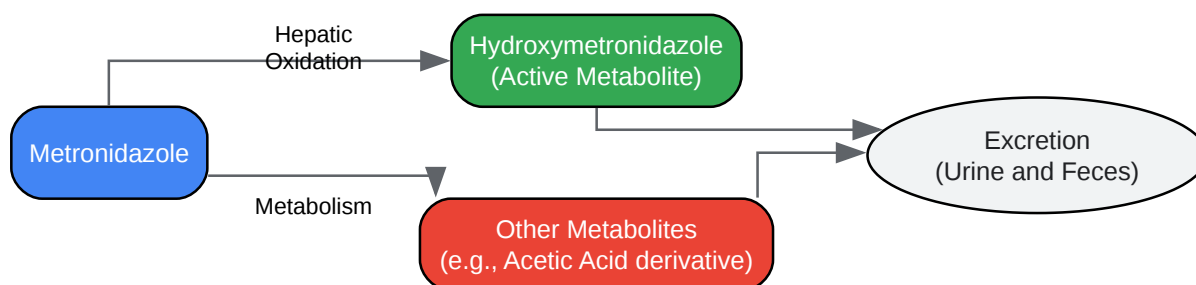 Hepatic
Oxidation
Hydroxymetronidazole
(Active Metabolite)
Metronidazole
Excretion
(Urine and Feces)
Metabolism
Other Metabolites
(e.g., Acetic Acid derivative)